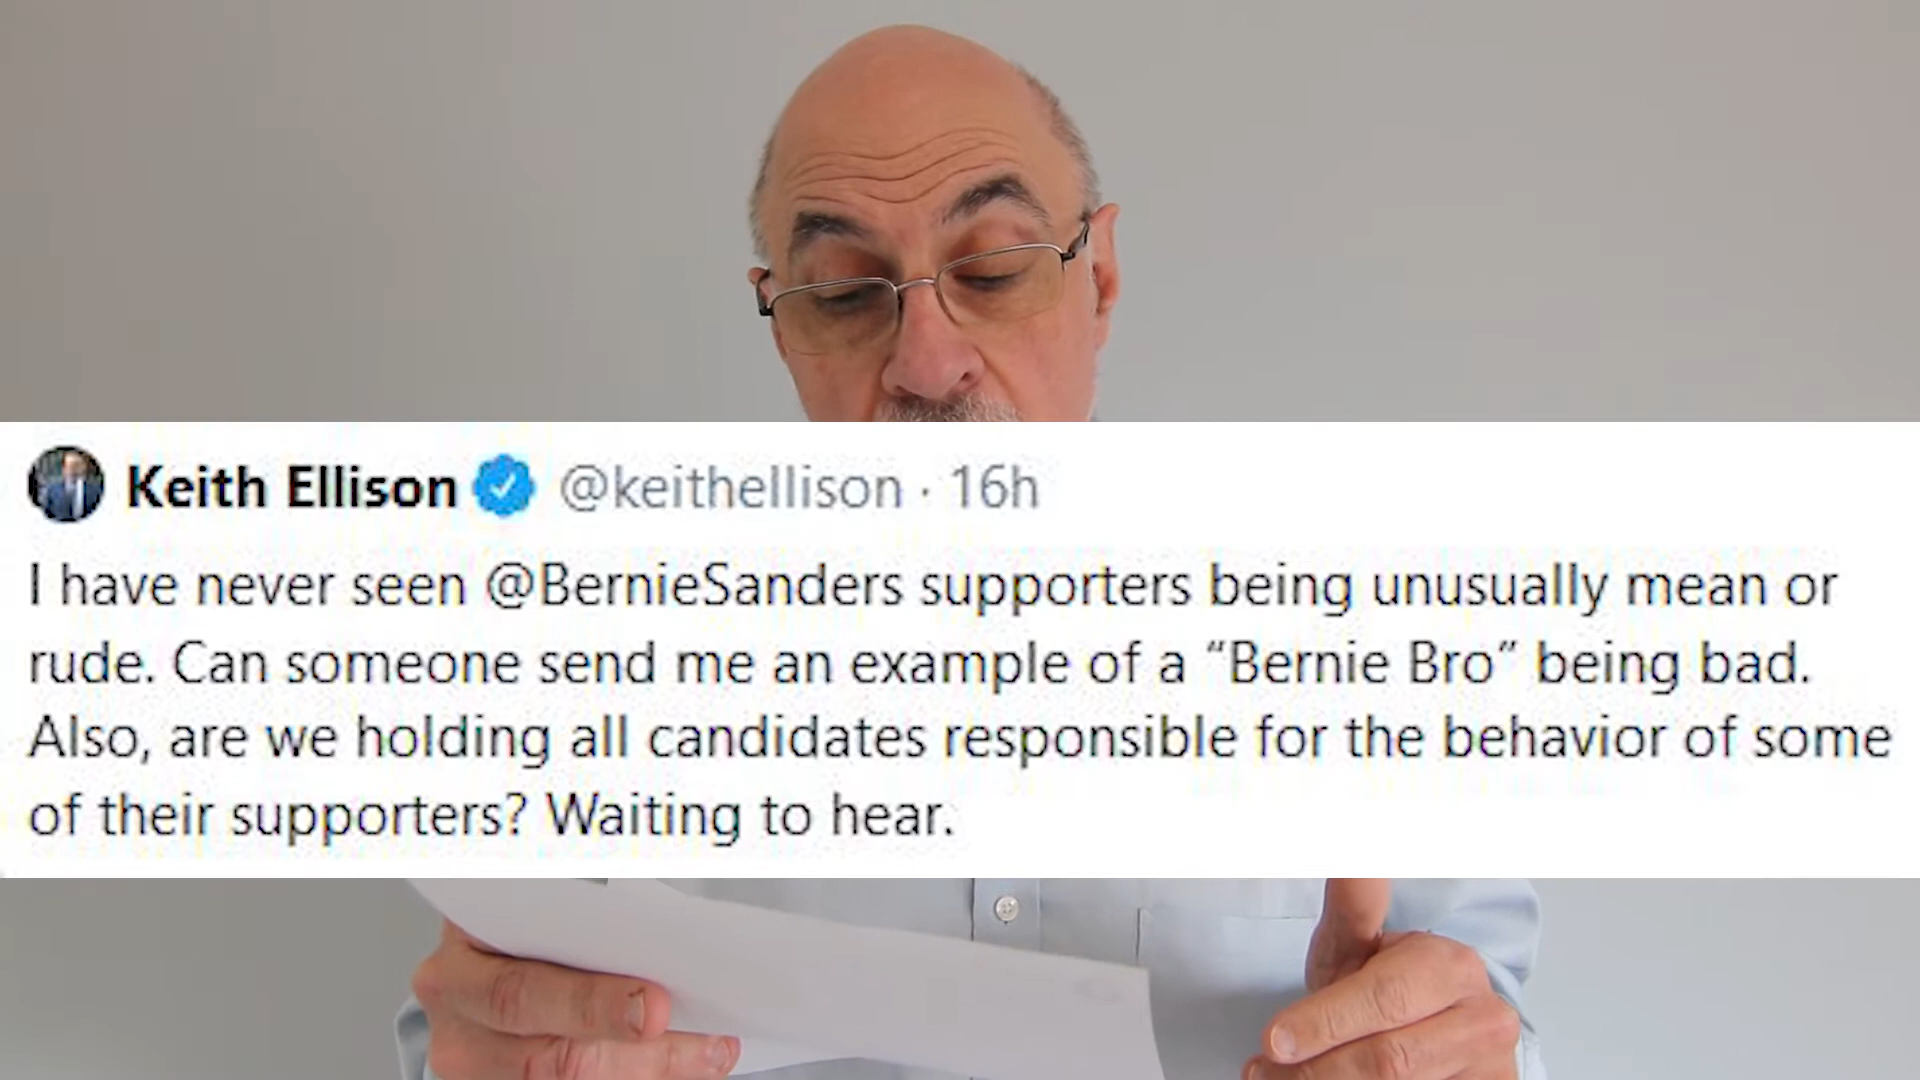 Keith Ellison @keithellison · 16h
I have never seen @BernieSanders supporters being unusually mean or
rude. Can someone send me an example of a “Bernie Bro” being bad.
Also, are we holding all candidates responsible for the behavior of some
of their supporters? Waiting to hear.